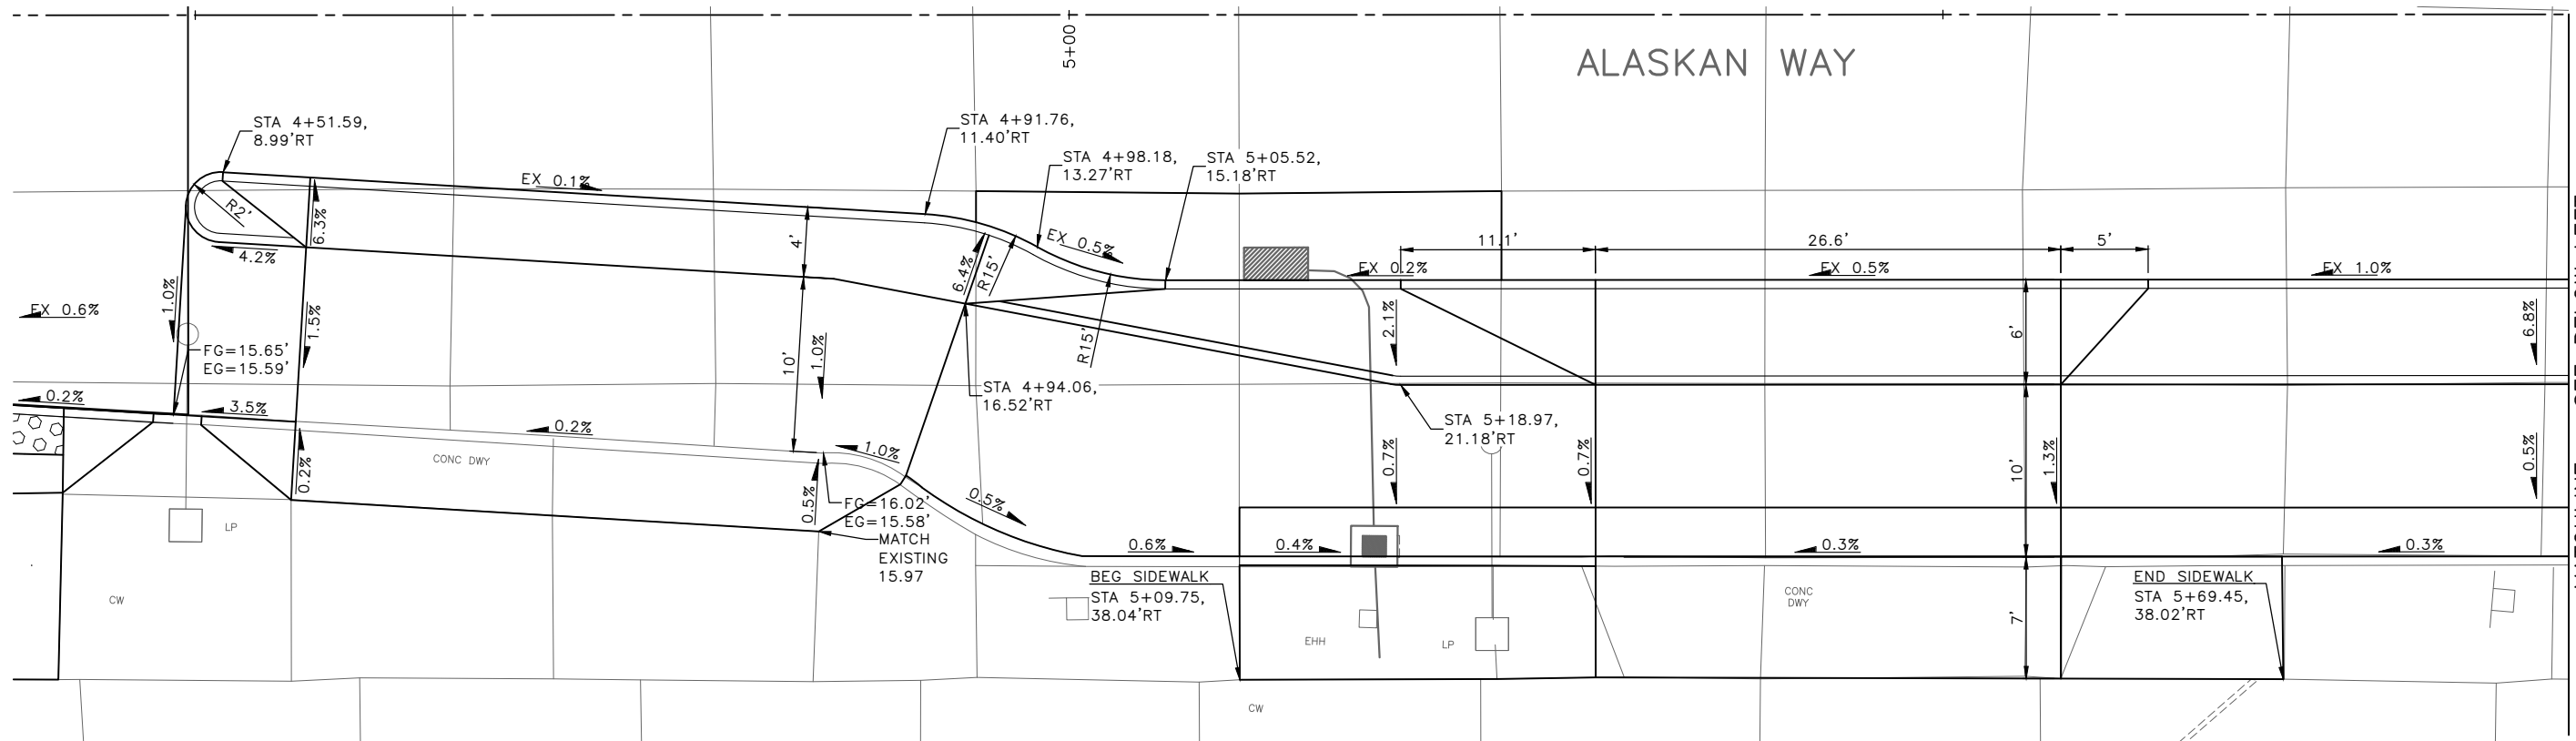 5+00
ALASKAN WAY
STA 4+51.59,
8.99'RT
STA 4+91.76,
11.40'RT
STA 4+98.18,
13.27'RT
STA 5+05.52,
15.18'RT
EX 0.1%
R2'
6.3%
4'
4.2%
6.4%
R15'
EX 0.5%
R15'
11.1'
26.6'
5'
EX 0.2%
EX 0.5%
EX 1.0%
EX 0.6%
1.0%
1.5%
FG=15.65'
EG=15.59'
10'
1.0%
2.1%
6'
6.8%
STA 4+94.06,
16.52'RT
0.2%
3.5%
0.2%
1.0%
STA 5+18.97,
21.18'RT
CONC DWY
0.2%
0.5%
FG=16.02'
EG=15.58'
MATCH
EXISTING
15.97
0.5%
0.7%
0.7%
10'
1.3%
0.5%
0.6%
0.4%
0.3%
0.3%
LP
CW
BEG SIDEWALK
STA 5+09.75,
38.04'RT
EHH
LP
CONC
DWY
7'
END SIDEWALK
STA 5+69.45,
38.02'RT
CW